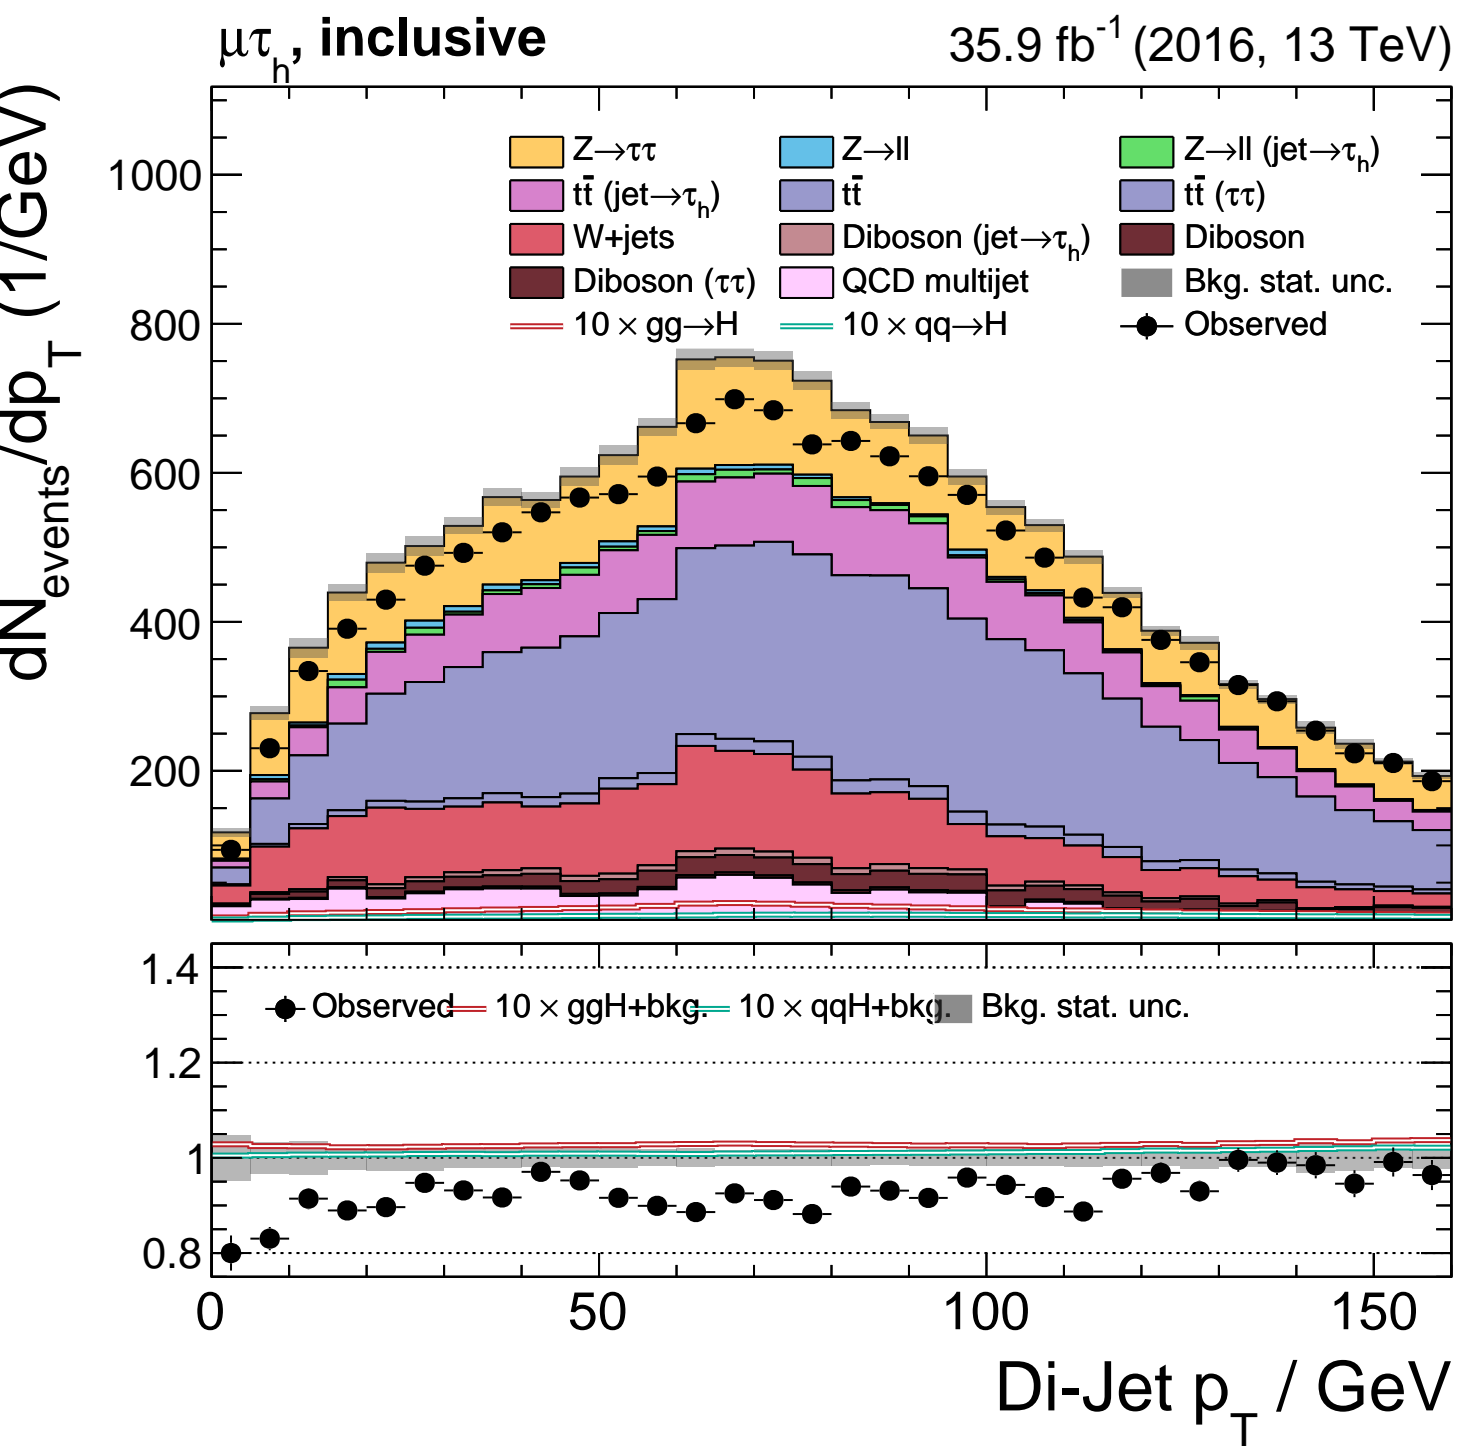 μτh, inclusive 35.9 fb-1 (2016, 13 TeV)
dNevents/dpT (1/GeV)
Z→ττ Z→ll Z→ll (jet→τh)
tt̄ (jet→τh) tt̄ tt̄ (ττ)
W+jets Diboson (jet→τh) Diboson
Diboson (ττ) QCD multijet Bkg. stat. unc.
10 × gg→H 10 × qq→H Observed
1000
800
600
400
200
1.4
Observed 10 × ggH+bkg. 10 × qqH+bkg. Bkg. stat. unc.
1.2
1
0.8
0 50 100 150
Di-Jet pT / GeV